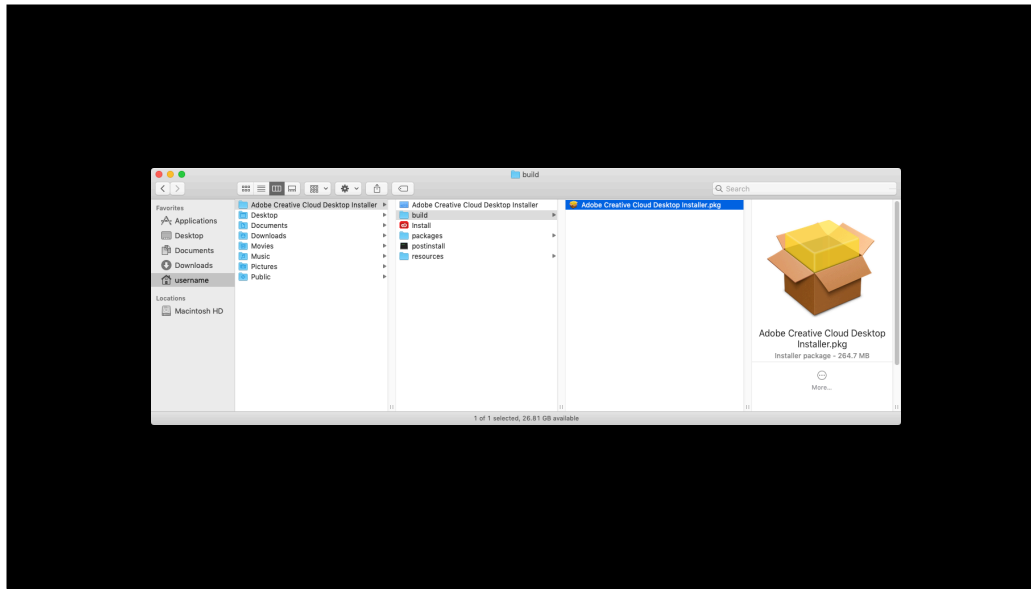 build
Search
Favorites
Applications
Desktop
Documents
Downloads
username
Locations
Macintosh HD
Adobe Creative Cloud Desktop Installer
Desktop
Documents
Downloads
Movies
Music
Pictures
Public
Adobe Creative Cloud Desktop Installer
build
Install
packages
postinstall
resources
Adobe Creative Cloud Desktop Installer.pkg
Adobe Creative Cloud Desktop
Installer.pkg
Installer package - 264.7 MB
More...
1 of 1 selected, 26.81 GB available